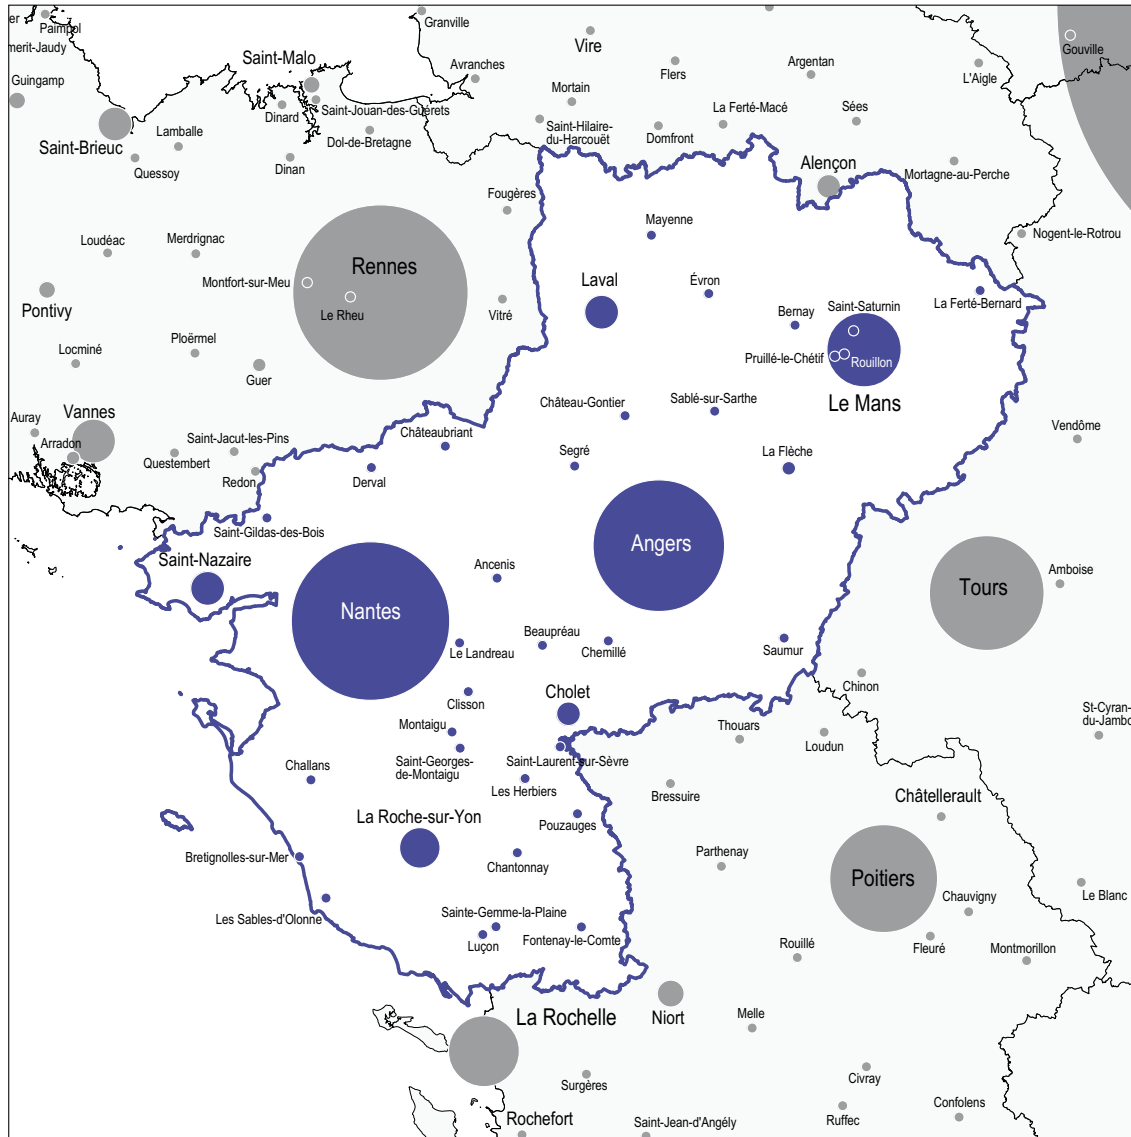 er
Paimpol
merit-Jaudy
Guingamp
Saint-Brieuc
Lamballe
Quessoy
Saint-Malo
Dinard
Saint-Jouan-des-Guérets
Dol-de-Bretagne
Dinan
Granville
Avranches
Vire
Mortain
Saint-Hilaire-
du-Harcouët
Flers
Domfront
La Ferté-Macé
Argentan
Sées
L'Aigle
Gouville
Alençon
Mortagne-au-Perche
Nogent-le-Rotrou
Fougères
Loudéac
Merdrignac
Montfort-sur-Meu
Rennes
Le Rheu
Vitré
Pontivy
Ploërmel
Locminé
Guer
Mayenne
Laval
Évron
Bernay
Saint-Saturnin
La Ferté-Bernard
Pruillé-le-Chétif
Rouillon
Le Mans
Auray
Vannes
Arradon
Questembert
Saint-Jacut-les-Pins
Redon
Châteaubriant
Derval
Château-Gontier
Sablé-sur-Sarthe
Segré
La Flèche
Vendôme
Saint-Gildas-des-Bois
Saint-Nazaire
Nantes
Ancenis
Angers
Tours
Amboise
Le Landreau
Beaupréau
Chemillé
Saumur
Chinon
Clisson
Cholet
Montaigu
Saint-Georges-
de-Montaigu
Saint-Laurent-sur-Sèvre
Les Herbiers
Thouars
Loudun
St-Cyran-
du-Jambo
Challans
Bressuire
Châtellerault
La Roche-sur-Yon
Pouzauges
Bretignolles-sur-Mer
Chantonnay
Parthenay
Poitiers
Le Blanc
Chauvigny
Les Sables-d'Olonne
Sainte-Gemme-la-Plaine
Luçon
Fontenay-le-Comte
Rouillé
Fleuré
Montmorillon
La Rochelle
Niort
Melle
Surgères
Civray
Rochefort
Saint-Jean-d'Angély
Ruffec
Confolens